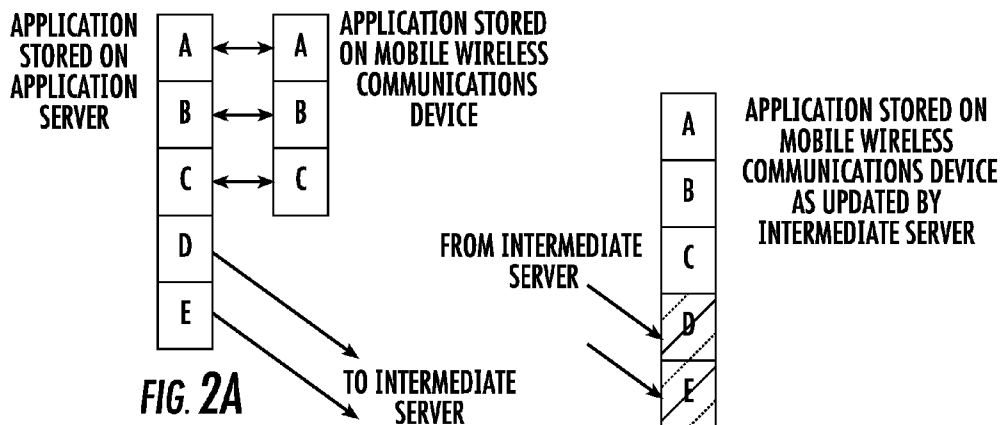 APPLICATION
STORED ON
APPLICATION
SERVER
A
B
C
D
E
A
B
C
APPLICATION STORED
ON MOBILE WIRELESS
COMMUNICATIONS
DEVICE
TO INTERMEDIATE
SERVER
FIG. 2A
FROM INTERMEDIATE
SERVER
A
B
C
D
E
APPLICATION STORED ON
MOBILE WIRELESS
COMMUNICATIONS DEVICE
AS UPDATED BY
INTERMEDIATE SERVER